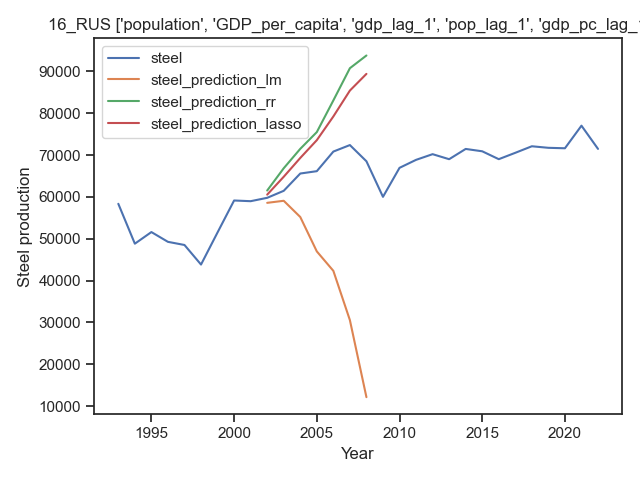 16_RUS ['population', 'GDP_per_capita', 'gdp_lag_1', 'pop_lag_1', 'gdp_pc_lag_
steel
steel_prediction_lm
steel_prediction_rr
steel_prediction_lasso
90000
80000
70000
60000
50000
40000
30000
20000
10000
Steel production
1995
2000
2005
2010
2015
2020
Year